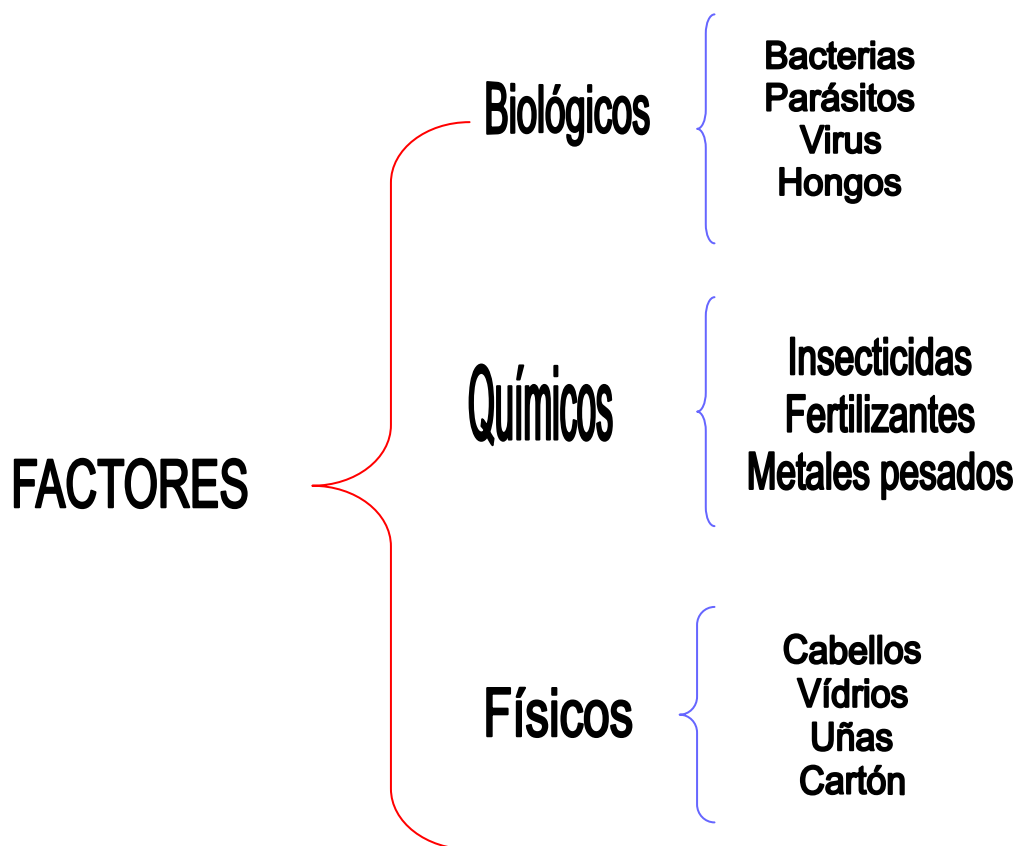 FACTORES
Biológicos
Bacterias
Parásitos
Virus
Hongos
Químicos
Insecticidas
Fertilizantes
Metales pesados
Físicos
Cabellos
Vídrios
Uñas
Cartón